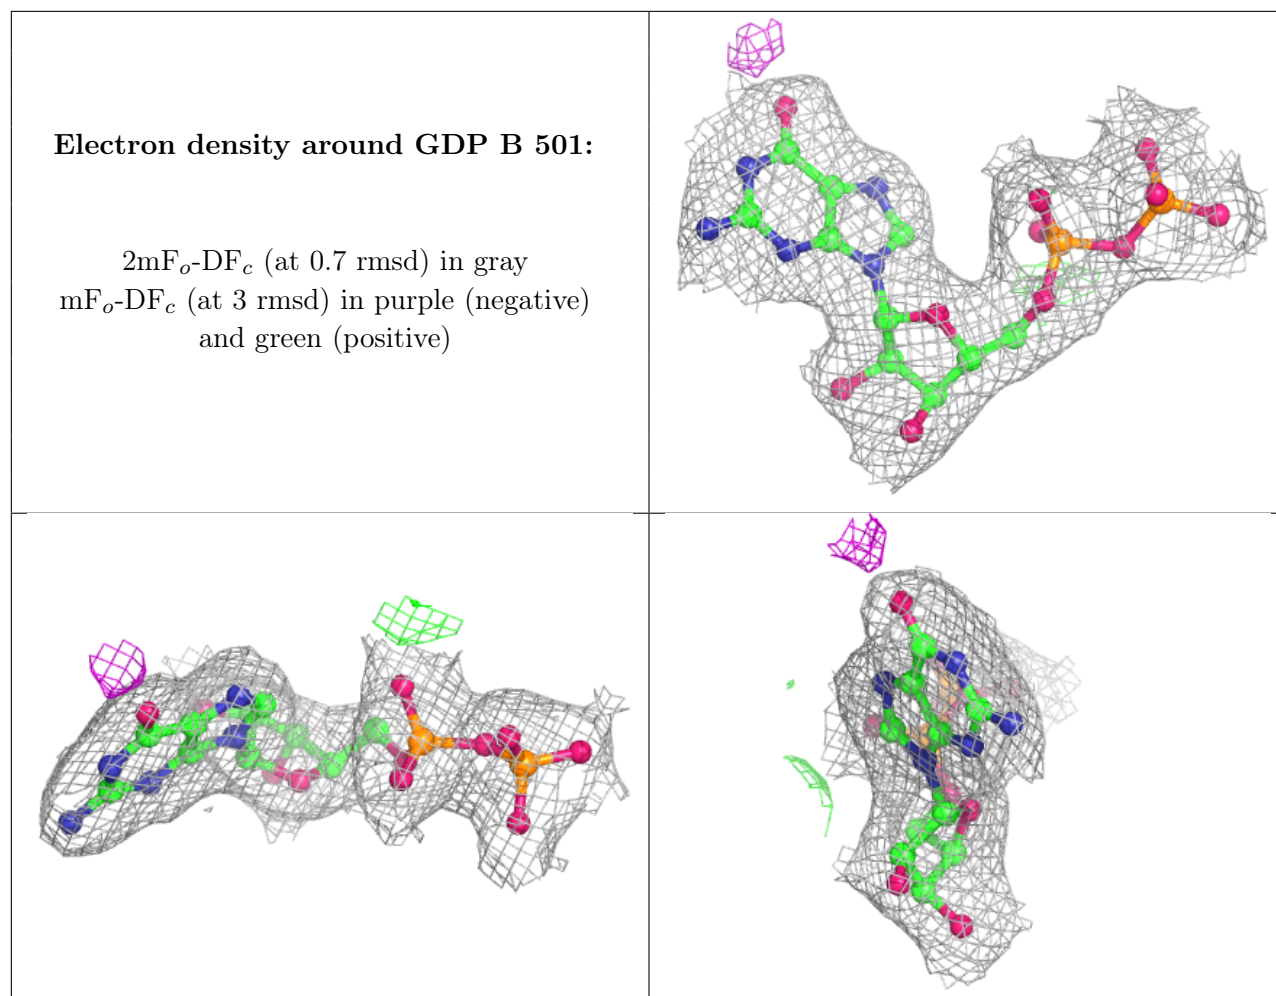 Electron density around GDP B 501:
2mFo-DFc (at 0.7 rmsd) in gray
mFo-DFc (at 3 rmsd) in purple (negative)
and green (positive)